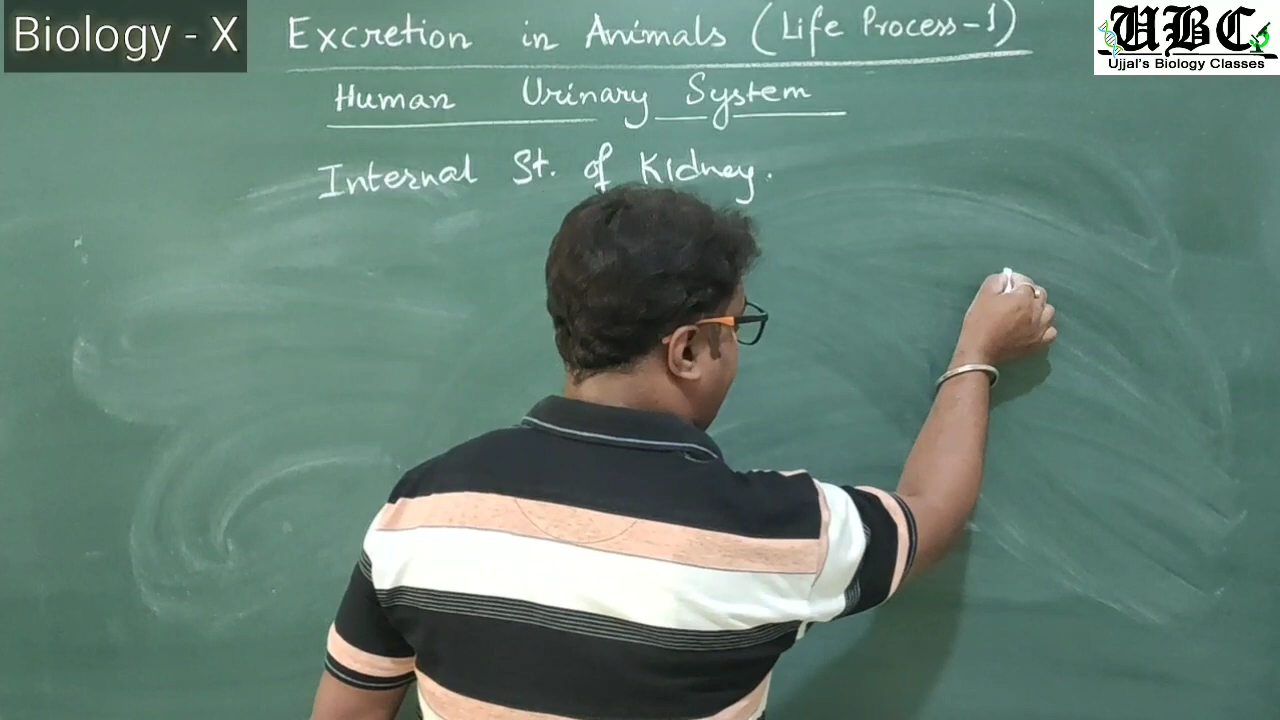 Biology - X
Excretion in Animals (Life Process-1)
UBC
Ujjal's Biology Classes
Human Urinary System
Internal St. of Kidney.